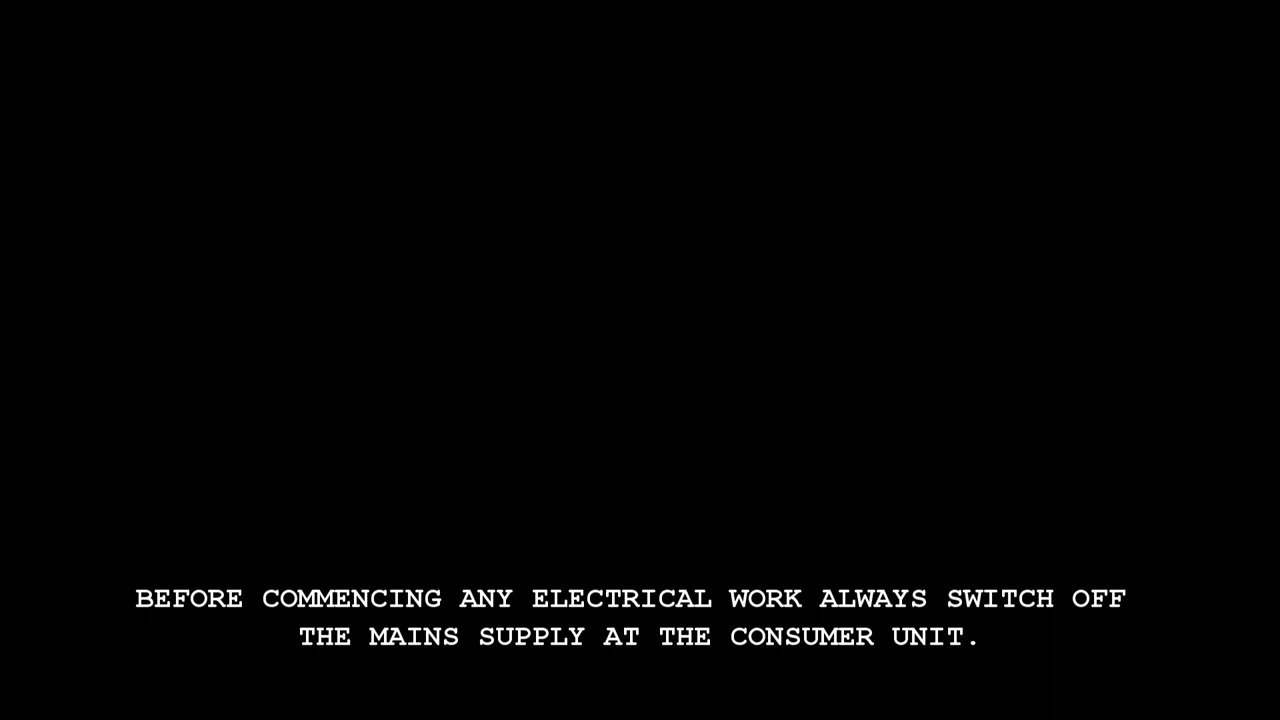 BEFORE COMMENCING ANY ELECTRICAL WORK ALWAYS SWITCH OFF
THE MAINS SUPPLY AT THE CONSUMER UNIT.